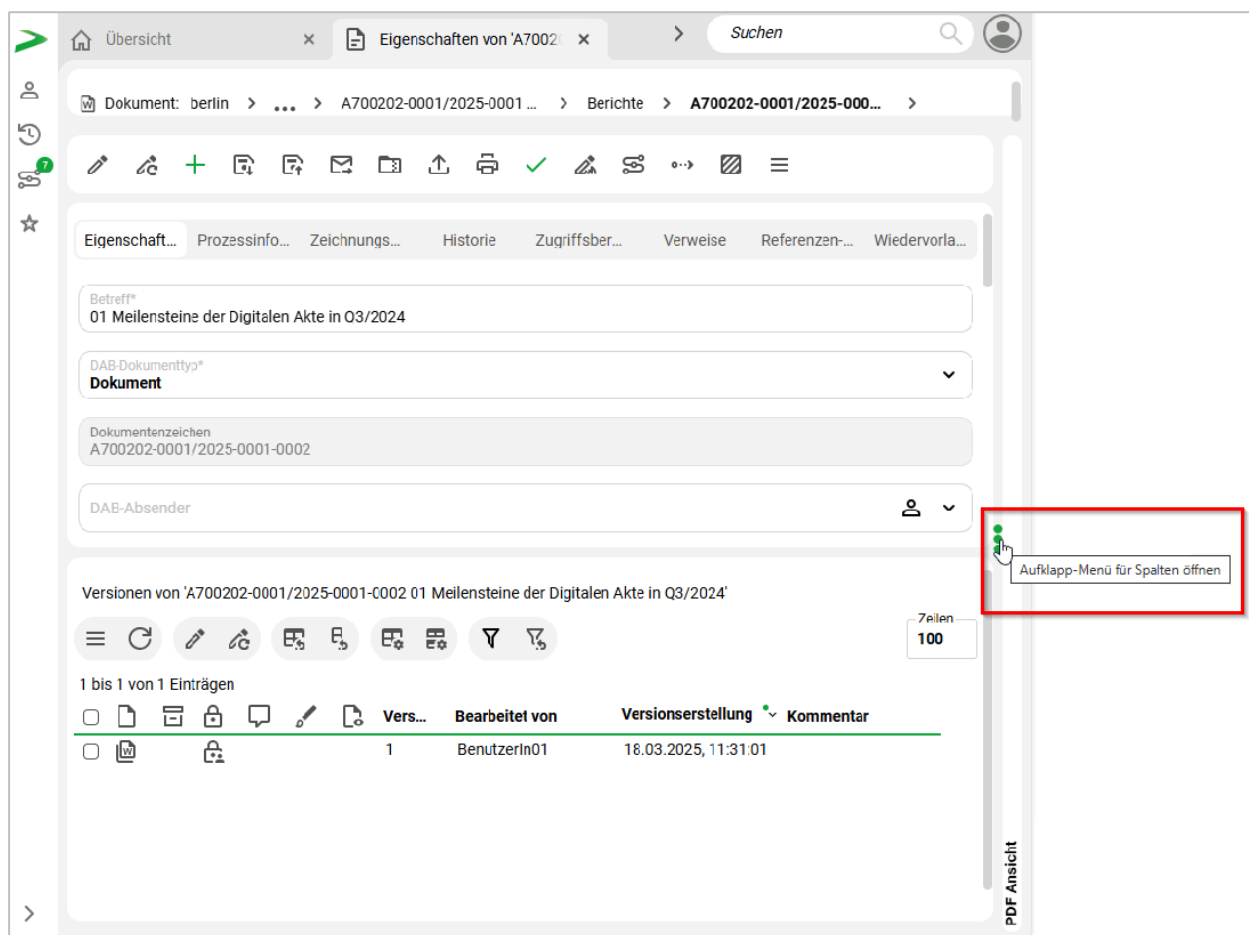 Übersicht
Eigenschaften von 'A7002
Suchen
Dokument: berlin > ... > A700202-0001/2025-0001 ... > Berichte > A700202-0001/2025-000... >
7
Eigenschaft... Prozessinfo... Zeichnungs... Historie Zugriffsber... Verweise Referenzen-... Wiedervorla...
Betreff*
01 Meilensteine der Digitalen Akte in Q3/2024
DAB-Dokumenttyp*
Dokument
Dokumentenzeichen
A700202-0001/2025-0001-0002
DAB-Absender
Aufklapp-Menü für Spalten öffnen
Versionen von 'A700202-0001/2025-0001-0002 01 Meilensteine der Digitalen Akte in Q3/2024'
Zeilen
100
1 bis 1 von 1 Einträgen
Vers... Bearbeitet von Versionserstellung Kommentar
1 BenutzerIn01 18.03.2025, 11:31:01
PDF Ansicht